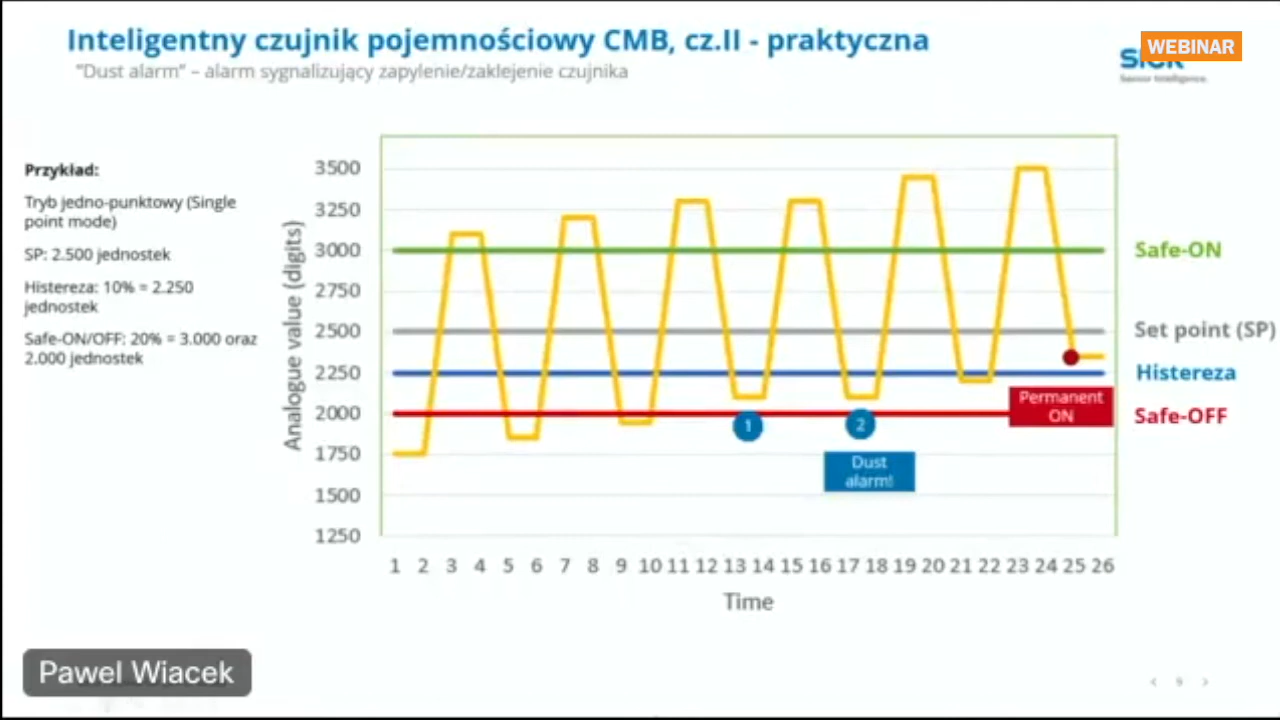 Inteligentny czujnik pojemnościowy CMB, cz.II - praktyczna
"Dust alarm" – alarm sygnalizujący zapylenie/zaklejenie czujnika
WEBINAR
SICK
Sensor Intelligence.
Przykład:
Tryb jedno-punktowy (Single
point mode)
SP: 2.500 jednostek
Histereza: 10% = 2.250
jednostek
Safe-ON/OFF: 20% = 3.000 oraz
2.000 jednostek
Analogue value (digits)
3500
3250
3000
2750
2500
2250
2000
1750
1500
1250
Safe-ON
Set point (SP)
Histereza
Safe-OFF
Permanent
ON
1
2
Dust
alarm!
1 2 3 4 5 6 7 8 9 10 11 12 13 14 15 16 17 18 19 20 21 22 23 24 25 26
Time
Pawel Wiacek
< 9 >